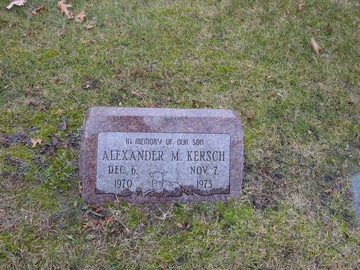 IN MEMORY OF OUR SON
ALEXANDER M. KERSCH
DEC. 6, NOV. 7,
1970 1973